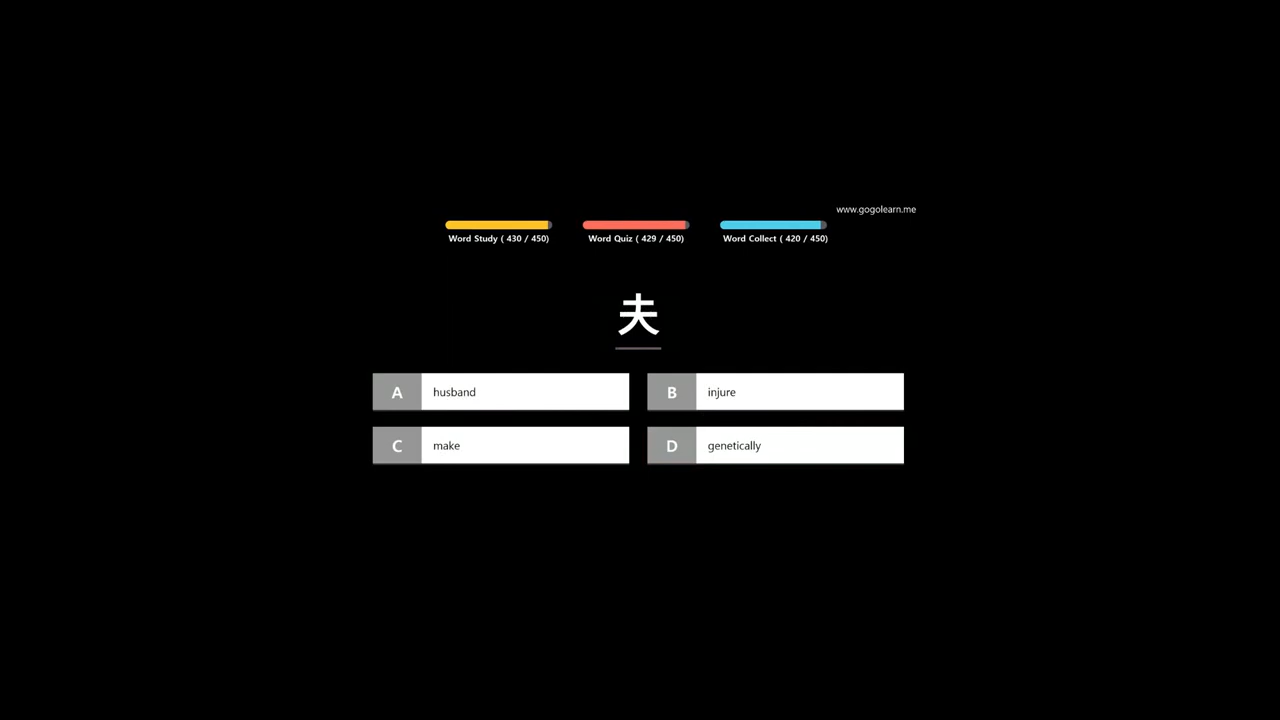 www.gogolearn.me
Word Study ( 430 / 450)
Word Quiz ( 429 / 450)
Word Collect ( 420 / 450)
夫
A husband
B injure
C make
D genetically